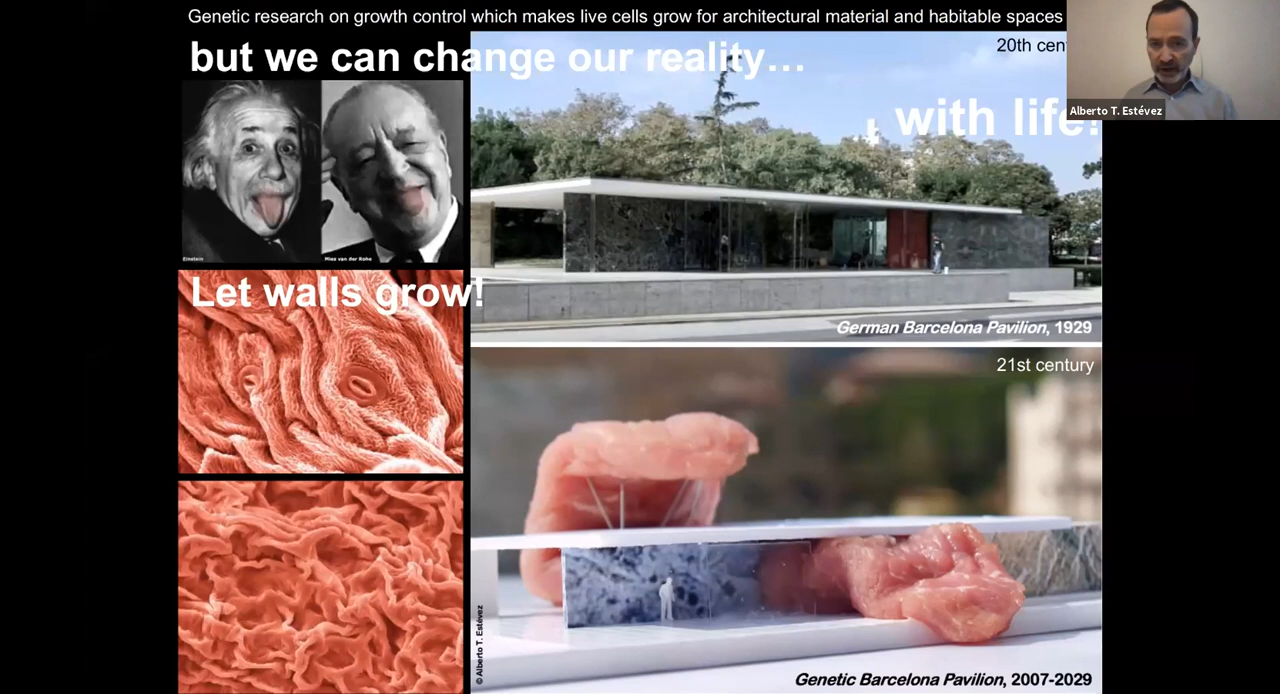 Genetic research on growth control which makes live cells grow for architectural material and habitable spaces
but we can change our reality…
20th cent
with life!
Alberto T. Estévez
Einstein
Mies van der Rohe
Let walls grow!
German Barcelona Pavilion, 1929
21st century
© Alberto T. Estévez
Genetic Barcelona Pavilion, 2007-2029